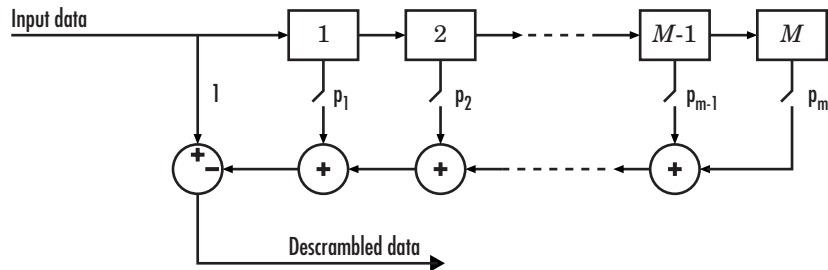 Input data
1 2 M-1 M
1 p₁ p₂ pₘ₋₁ pₘ
+ − + + +
Descrambled data